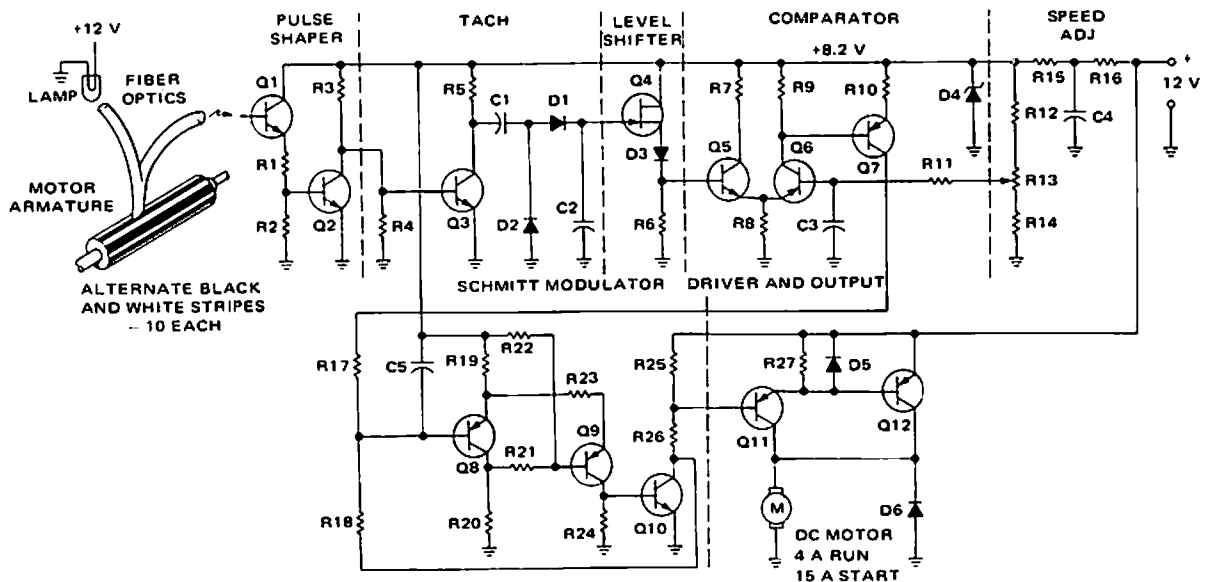 PULSE
SHAPER
TACH
LEVEL
SHIFTER
COMPARATOR
SPEED
ADJ
+12 V
+8.2 V
+
12 V
LAMP
FIBER
OPTICS
Q1
R3
R5
C1
D1
Q4
R7
R9
R10
D4
R15
R16
R12
C4
D3
Q5
Q6
Q7
R11
R1
MOTOR
ARMATURE
R2
Q2
R4
Q3
D2
C2
R6
R8
C3
R13
R14
ALTERNATE BLACK
AND WHITE STRIPES
– 10 EACH
SCHMITT MODULATOR
DRIVER AND OUTPUT
R17
C5
R19
R22
R23
R25
R27
D5
Q8
R21
Q9
R26
Q11
Q12
R18
R20
R24
Q10
M
D6
DC MOTOR
4 A RUN
15 A START